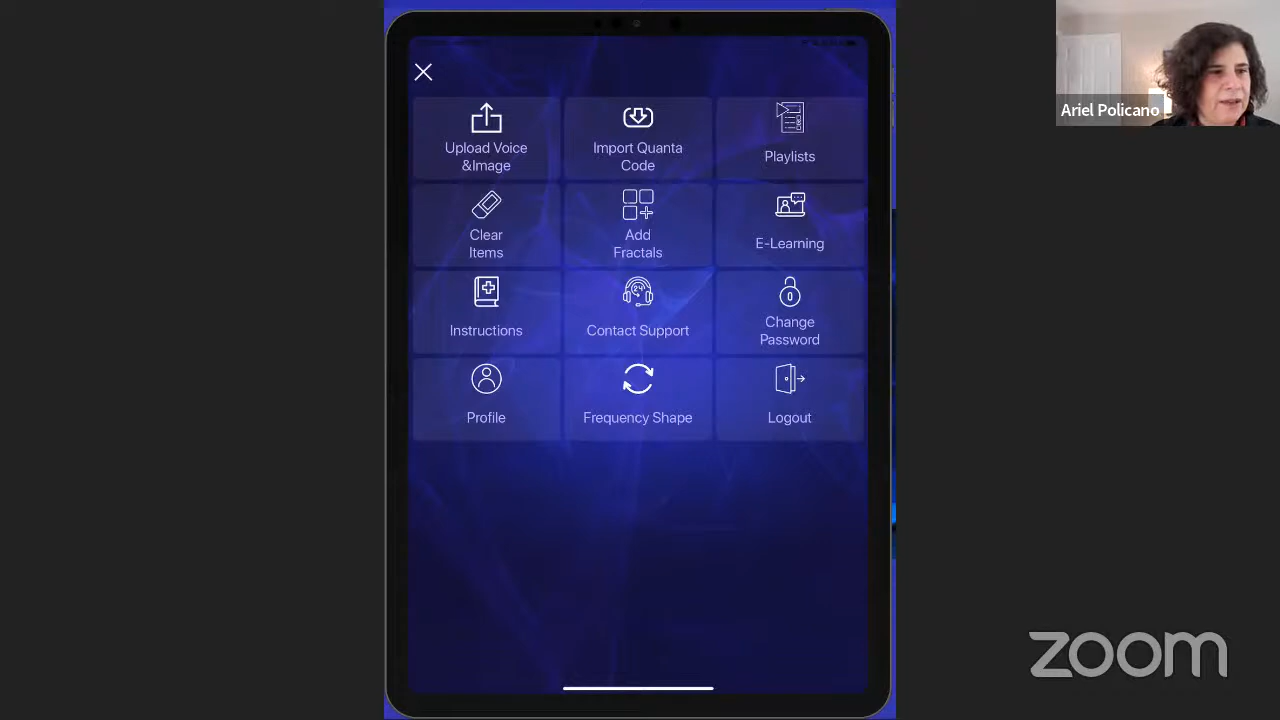 Ariel Policano
Upload Voice
&Image
Import Quanta
Code
Playlists
Clear
Items
Add
Fractals
E-Learning
Instructions
24
Contact Support
Change
Password
Profile
Frequency Shape
Logout
zoom